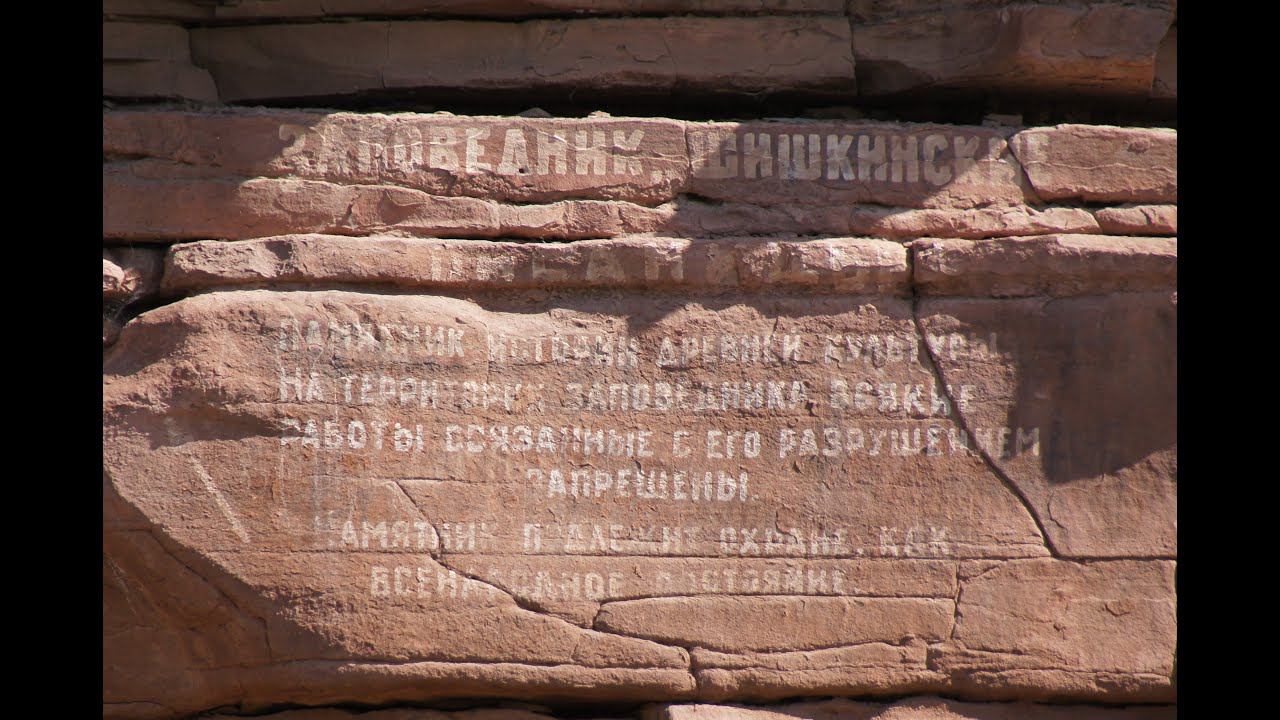 ЗАПОВЕДНИК „ШИШКИНСКИЕ
ПАМЯТНИК ИСТОРИИ ДРЕВНЕЙ КУЛЬТУРЫ
НА ТЕРРИТОРИИ ЗАПОВЕДНИКА ВСЯКИЕ
РАБОТЫ СВЯЗАННЫЕ С ЕГО РАЗРУШЕНИЕМ
ЗАПРЕЩЕНЫ.
ПАМЯТНИК ПОДЛЕЖИТ ОХРАНЕ, КАК
ВСЕНАРОДНОЕ ДОСТОЯНИЕ